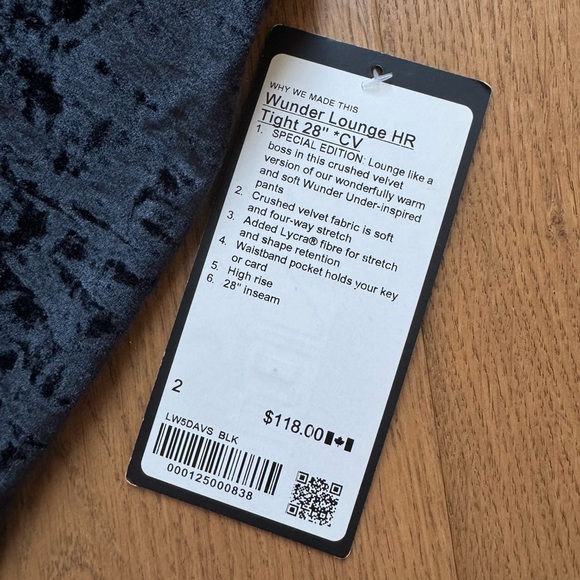 WHY WE MADE THIS
Wunder Lounge HR
Tight 28" *CV
1. SPECIAL EDITION: Lounge like a
boss in this crushed velvet
version of our wonderfully warm
and soft Wunder Under-inspired
pants
2. Crushed velvet fabric is soft
and four-way stretch
3. Added Lycra® fibre for stretch
and shape retention
4. Waistband pocket holds your key
or card
5. High rise
6. 28" inseam
2
$118.00
LW5DAVS BLK
000125000838